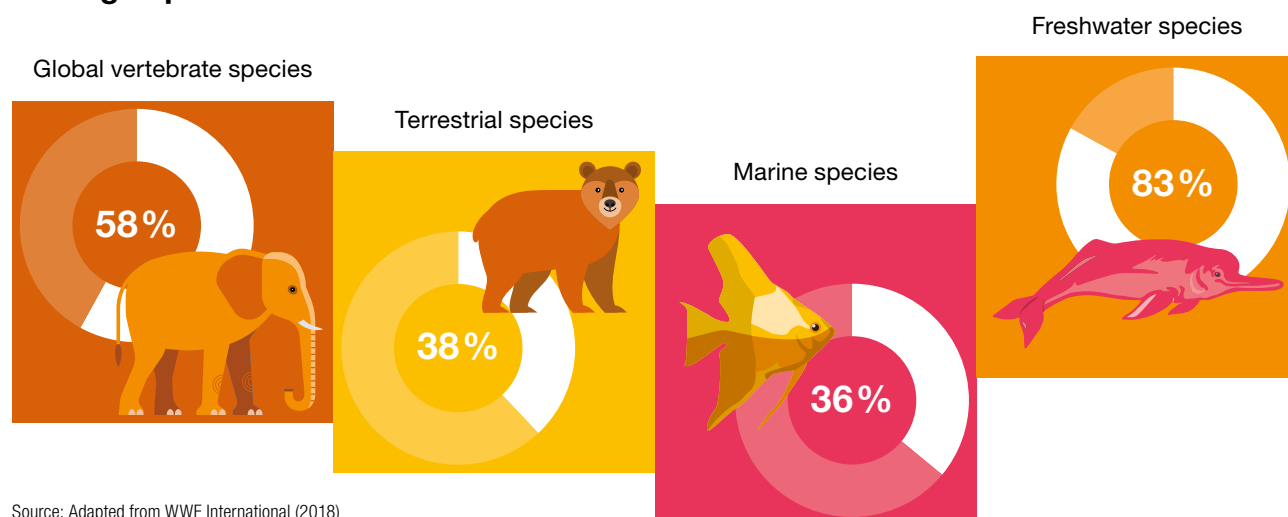 Global vertebrate species
58%
Terrestrial species
38%
Marine species
36%
Freshwater species
83%
Source: Adapted from WWF International (2018)